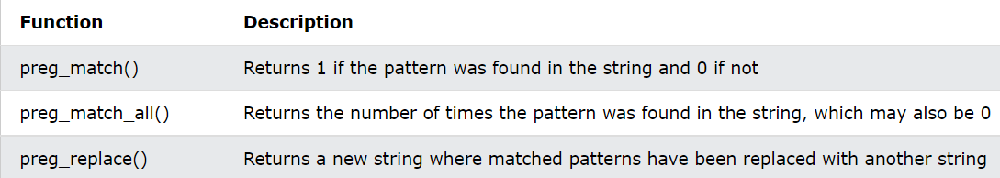 Function Description
preg_match() Returns 1 if the pattern was found in the string and 0 if not
preg_match_all() Returns the number of times the pattern was found in the string, which may also be 0
preg_replace() Returns a new string where matched patterns have been replaced with another string